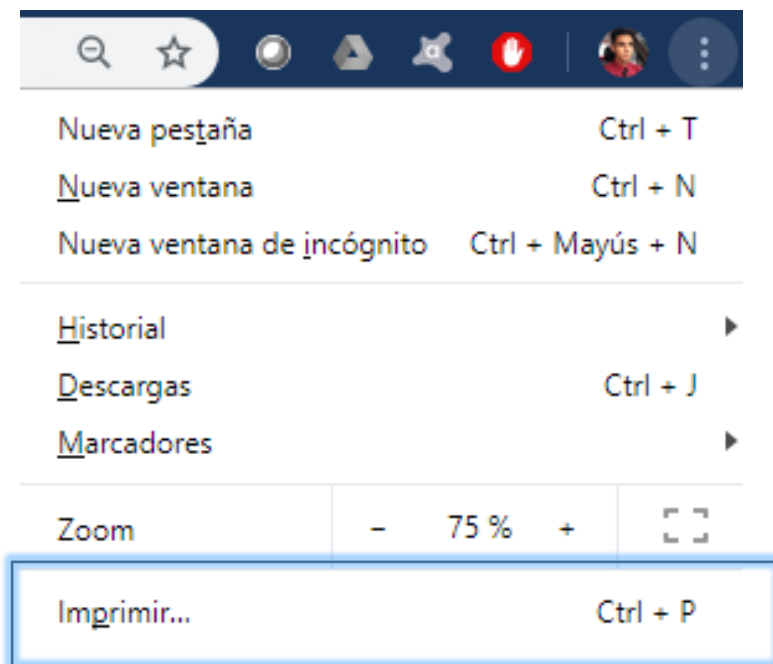 Nueva pestaña Ctrl + T
Nueva ventana Ctrl + N
Nueva ventana de incógnito Ctrl + Mayús + N
Historial
Descargas Ctrl + J
Marcadores
Zoom - 75 % +
Imprimir... Ctrl + P